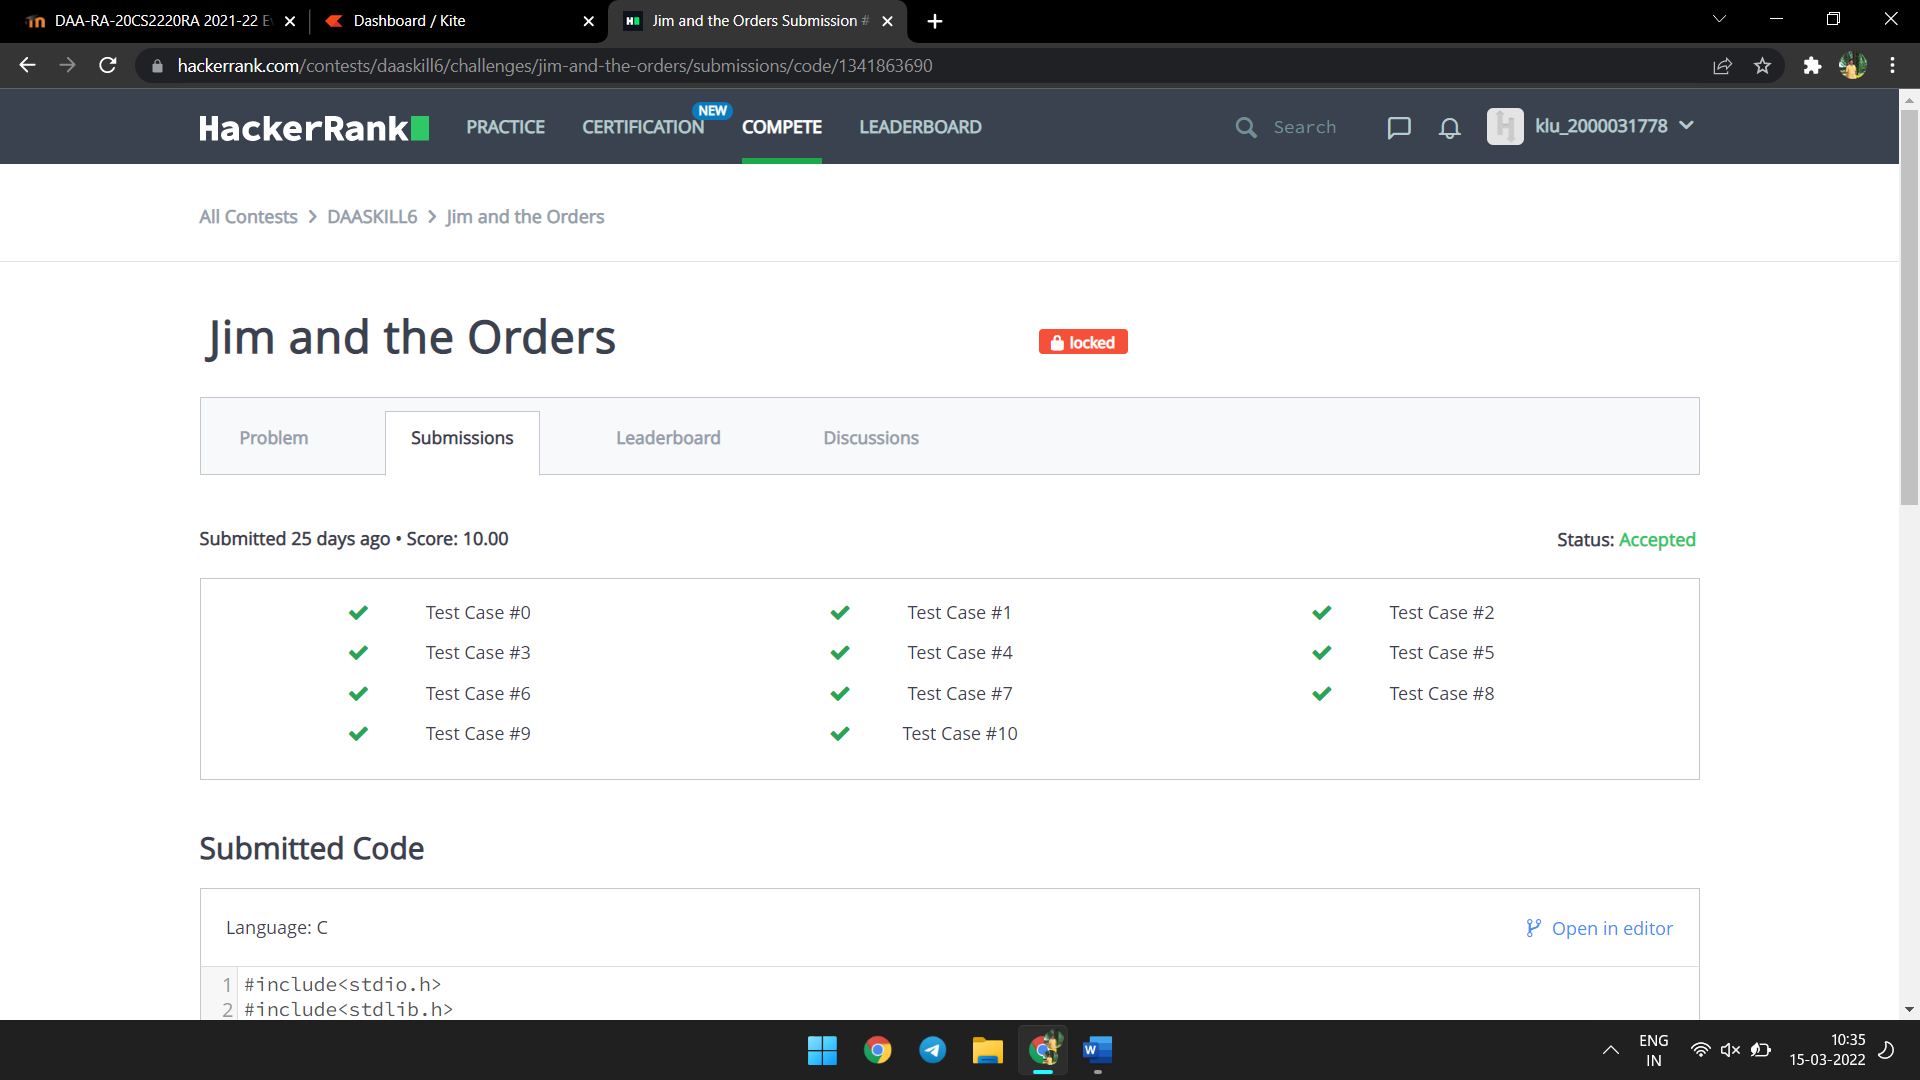 DAA-RA-20CS2220RA 2021-22 E
Dashboard / Kite
Jim and the Orders Submission #
hackerrank.com/contests/daaskill6/challenges/jim-and-the-orders/submissions/code/1341863690
HackerRank
PRACTICE
CERTIFICATION
NEW
COMPETE
LEADERBOARD
Search
klu_2000031778
All Contests > DAASKILL6 > Jim and the Orders
Jim and the Orders
locked
Problem
Submissions
Leaderboard
Discussions
Submitted 25 days ago • Score: 10.00
Status: Accepted
Test Case #0
Test Case #1
Test Case #2
Test Case #3
Test Case #4
Test Case #5
Test Case #6
Test Case #7
Test Case #8
Test Case #9
Test Case #10
Submitted Code
Language: C
Open in editor
1 #include<stdio.h>
2 #include<stdlib.h>
ENG
IN
10:35
15-03-2022